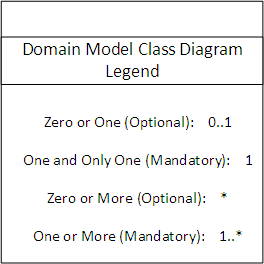 Domain Model Class Diagram
Legend
Zero or One (Optional): 0..1
One and Only One (Mandatory): 1
Zero or More (Optional): *
One or More (Mandatory): 1..*